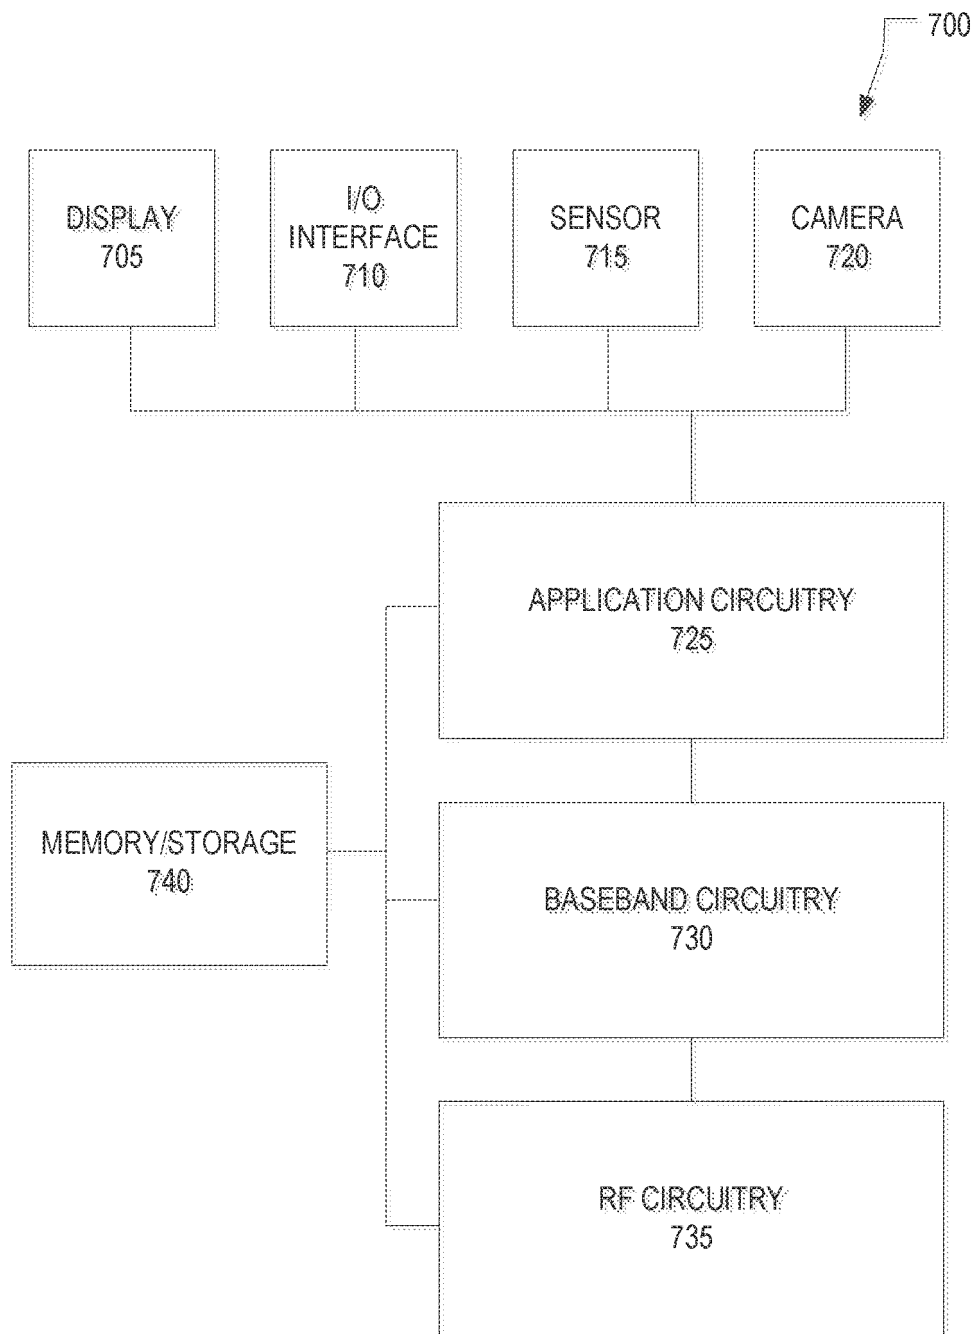 700
DISPLAY
705
I/O
INTERFACE
710
SENSOR
715
CAMERA
720
APPLICATION CIRCUITRY
725
MEMORY/STORAGE
740
BASEBAND CIRCUITRY
730
RF CIRCUITRY
735